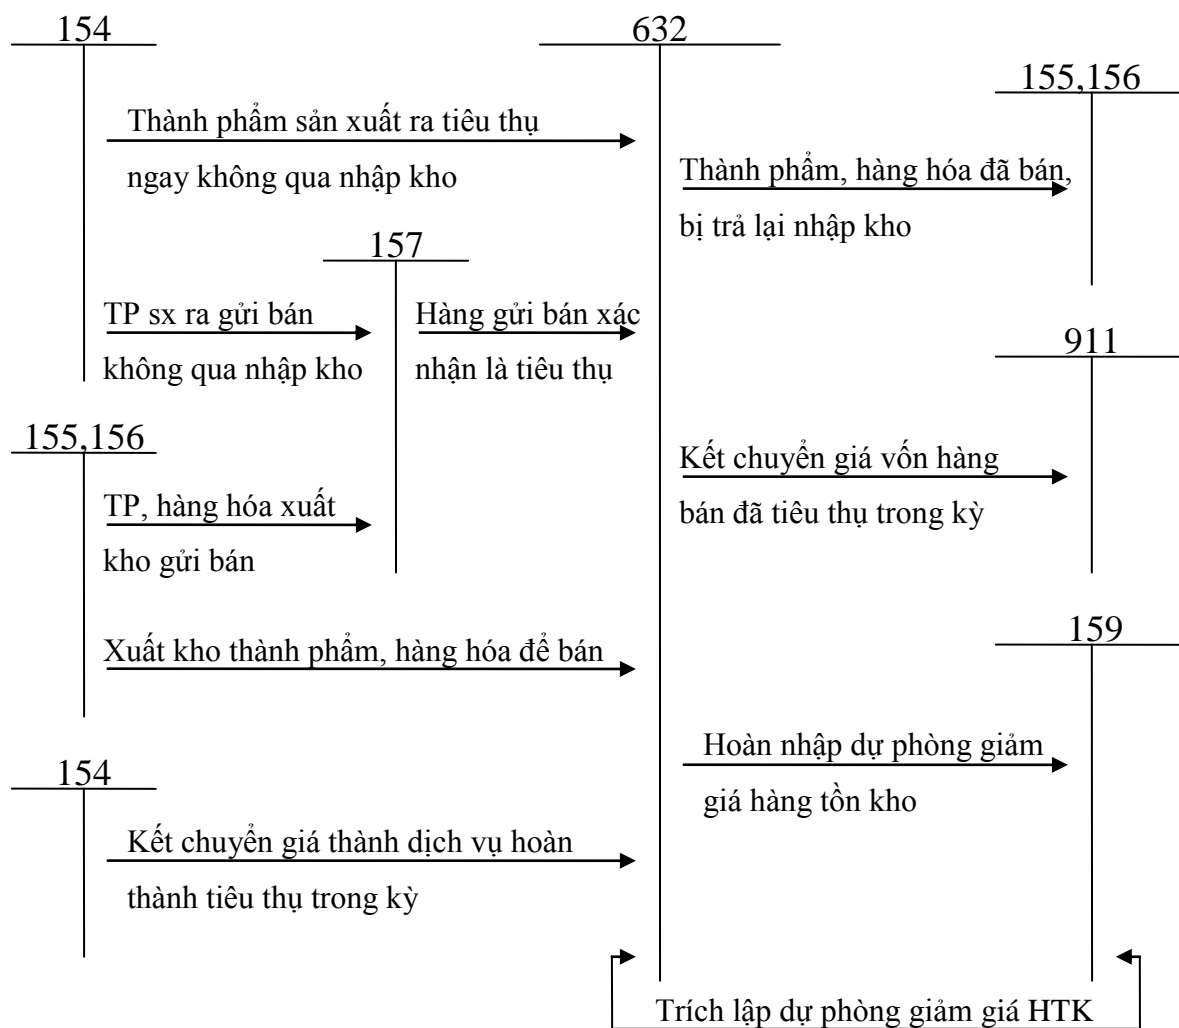 154
632
155,156
Thành phẩm sản xuất ra tiêu thụ
ngay không qua nhập kho
Thành phẩm, hàng hóa đã bán,
bị trả lại nhập kho
157
TP sx ra gửi bán
không qua nhập kho
Hàng gửi bán xác
nhận là tiêu thụ
911
155,156
Kết chuyển giá vốn hàng
bán đã tiêu thụ trong kỳ
TP, hàng hóa xuất
kho gửi bán
159
Xuất kho thành phẩm, hàng hóa để bán
Hoàn nhập dự phòng giảm
giá hàng tồn kho
154
Kết chuyển giá thành dịch vụ hoàn
thành tiêu thụ trong kỳ
Trích lập dự phòng giảm giá HTK